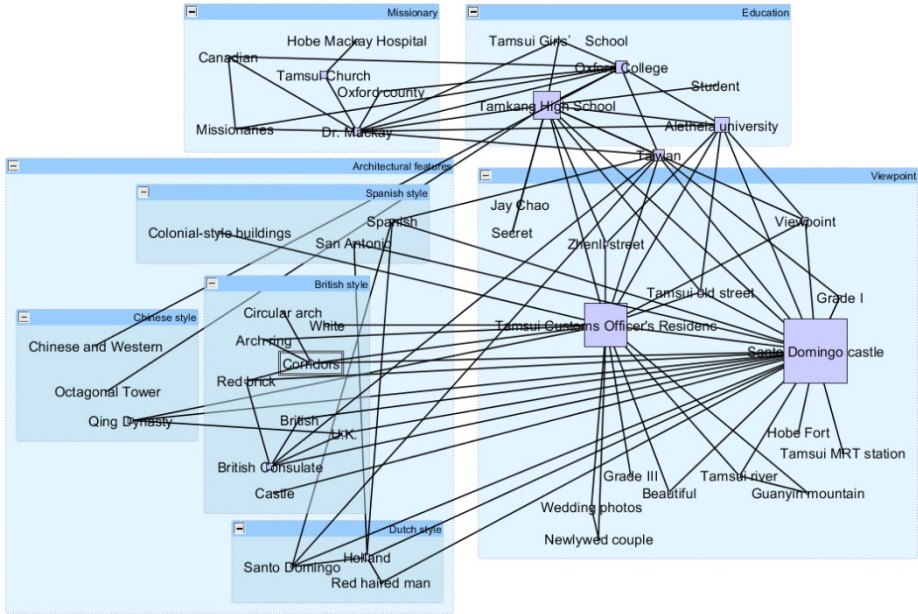 Missionary
Hobe Mackay Hospital
Canadian
Tamsui Church
Oxford county
Missionaries
Dr. Mackay
Education
Tamsui Girls' School
Oxford College
Student
Tamkang High School
Aletheia university
Taiwan
Architectural features
Spanish style
Spanish
Colonial-style buildings
San Antonio
British style
Circular arch
White
Arch-ring
Corridors
Red brick
British
U.K.
British Consulate
Castle
Chinese style
Chinese and Western
Octagonal Tower
Qing Dynasty
Dutch style
Holland
Santo Domingo
Red haired man
Viewpoint
Jay Chao
Secret
Viewpoint
Zhenli street
Tamsui old street
Grade I
Tamsui Customs Officer's Residenc
Santo Domingo castle
Hobe Fort
Tamsui MRT station
Grade III
Tamsui river
Beautiful
Guanyin mountain
Wedding photos
Newlywed couple